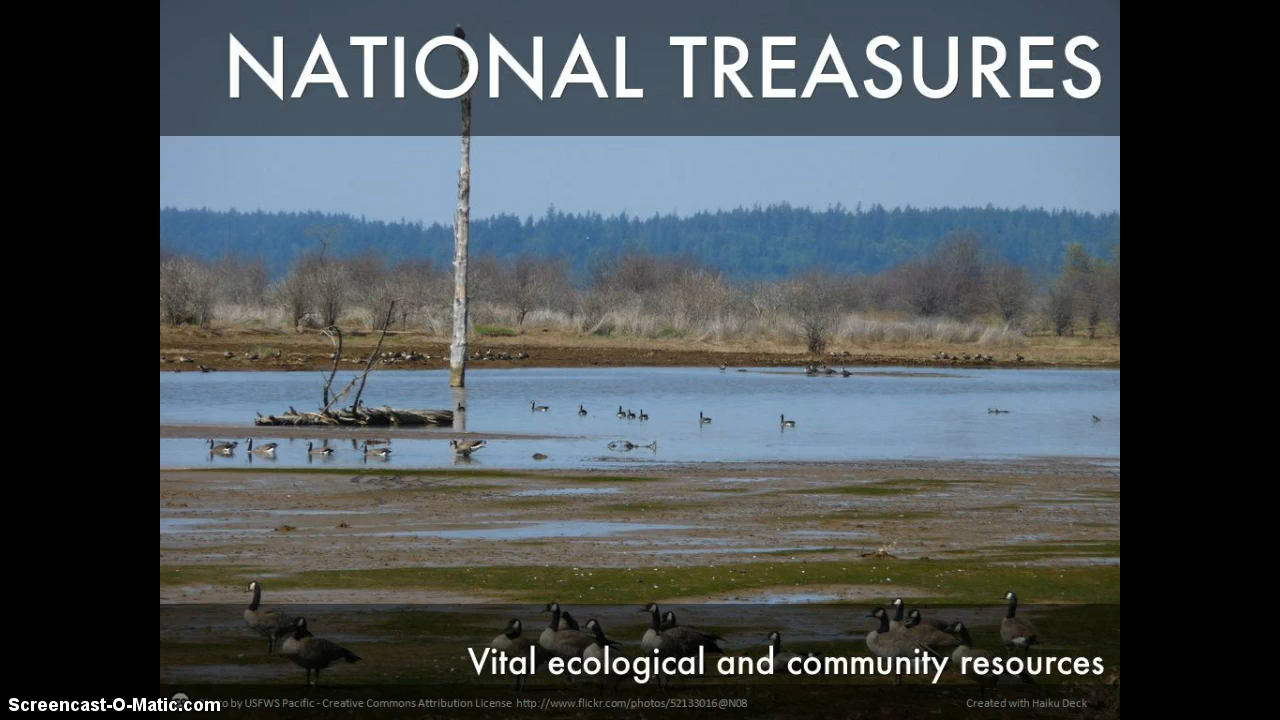 NATIONAL TREASURES
Vital ecological and community resources
Screencast-O-Matic.com
by USFWS Pacific - Creative Commons Attribution License http://www.flickr.com/photos/52133016@N08
Created with Haiku Deck